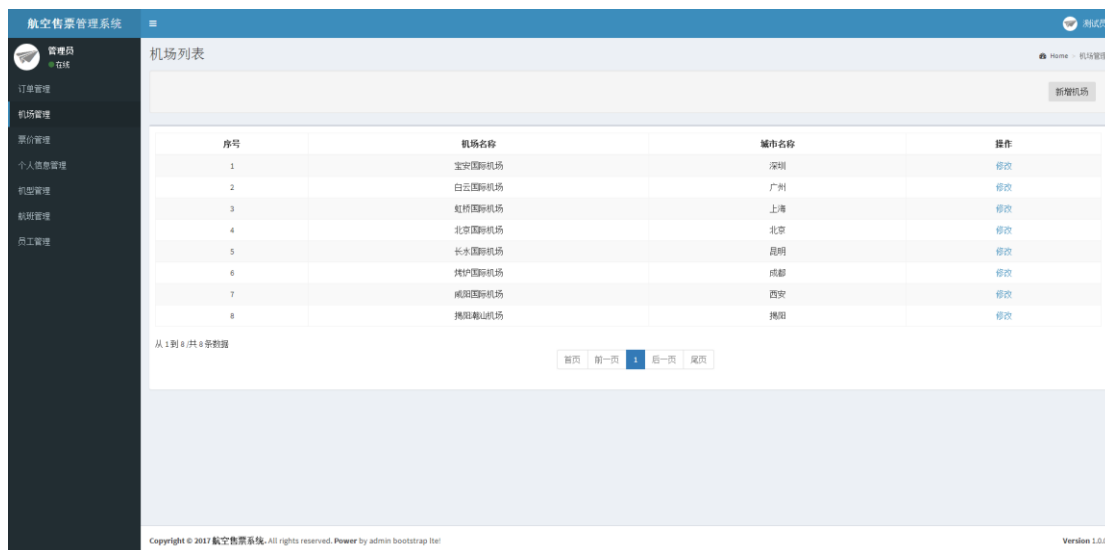 航空售票管理系统
测试员
管理员
在线
机场列表
Home > 机场管理
订单管理
机场管理
票价管理
个人信息管理
机型管理
航班管理
员工管理
新增机场
序号 机场名称 城市名称 操作
1 宝安国际机场 深圳 修改
2 白云国际机场 广州 修改
3 虹桥国际机场 上海 修改
4 北京国际机场 北京 修改
5 长水国际机场 昆明 修改
6 烤炉国际机场 成都 修改
7 咸阳国际机场 西安 修改
8 揭阳潮汕机场 揭阳 修改
从 1 到 8 /共 8 条数据
首页 前一页 1 后一页 尾页
Copyright © 2017 航空售票系统. All rights reserved. Power by admin bootstrap lte!
Version 1.0.0